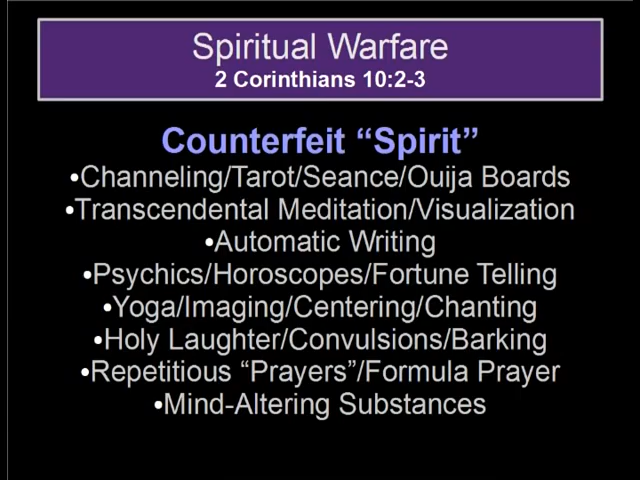 Spiritual Warfare
2 Corinthians 10:2-3
Counterfeit “Spirit”
•Channeling/Tarot/Seance/Ouija Boards
•Transcendental Meditation/Visualization
•Automatic Writing
•Psychics/Horoscopes/Fortune Telling
•Yoga/Imaging/Centering/Chanting
•Holy Laughter/Convulsions/Barking
•Repetitious “Prayers”/Formula Prayer
•Mind-Altering Substances